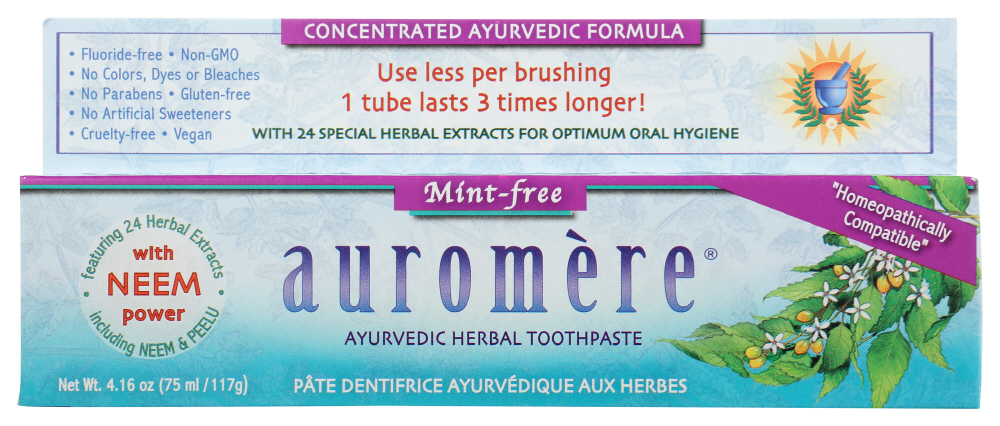 CONCENTRATED AYURVEDIC FORMULA
• Fluoride-free • Non-GMO
• No Colors, Dyes or Bleaches
• No Parabens • Gluten-free
• No Artificial Sweeteners
• Cruelty-free • Vegan
Use less per brushing
1 tube lasts 3 times longer!
WITH 24 SPECIAL HERBAL EXTRACTS FOR OPTIMUM ORAL HYGIENE
Mint-free
"Homeopathically
Compatible"
featuring 24 Herbal Extracts
with
NEEM
power
including NEEM & PEELU
auromère®
AYURVEDIC HERBAL TOOTHPASTE
Net Wt. 4.16 oz (75 ml / 117g)
PÂTE DENTIFRICE AYURVÉDIQUE AUX HERBES